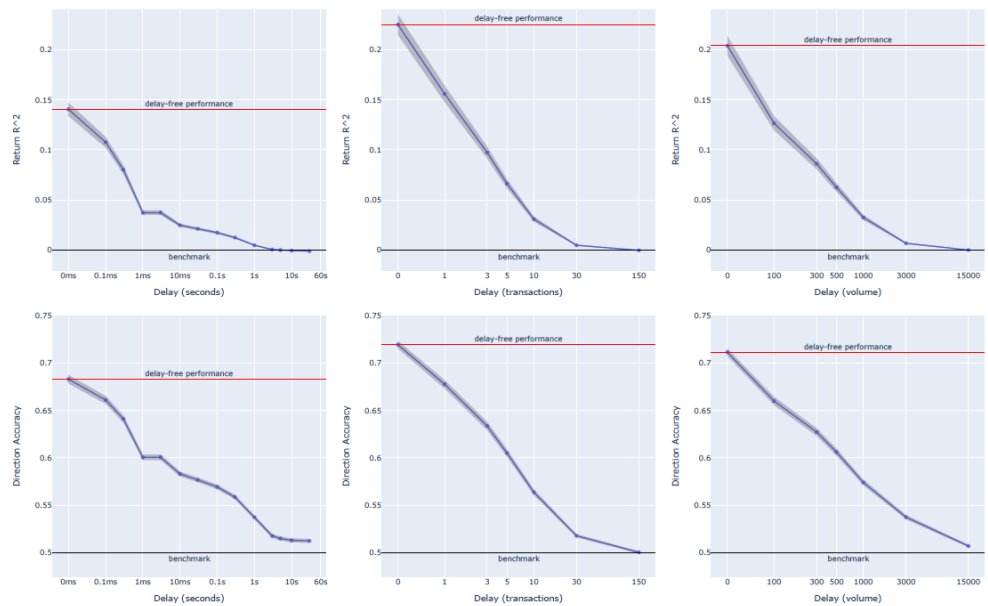 delay-free performance
0.2
0.15
0.1
0.05
0
Return R^2
delay-free performance
benchmark
0ms 0.1ms 1ms 10ms 0.1s 1s 10s 60s
Delay (seconds)
0.2
0.15
0.1
0.05
0
Return R^2
benchmark
0 1 3 5 10 30 150
Delay (transactions)
delay-free performance
0.2
0.15
0.1
0.05
0
Return R^2
benchmark
0 100 300 500 1000 3000 15000
Delay (volume)
0.75
0.7
0.65
0.6
0.55
0.5
Direction Accuracy
delay-free performance
benchmark
0ms 0.1ms 1ms 10ms 0.1s 1s 10s 60s
Delay (seconds)
0.75
0.7
0.65
0.6
0.55
0.5
Direction Accuracy
delay-free performance
benchmark
0 1 3 5 10 30 150
Delay (transactions)
0.75
0.7
0.65
0.6
0.55
0.5
Direction Accuracy
delay-free performance
benchmark
0 100 300 500 1000 3000 15000
Delay (volume)